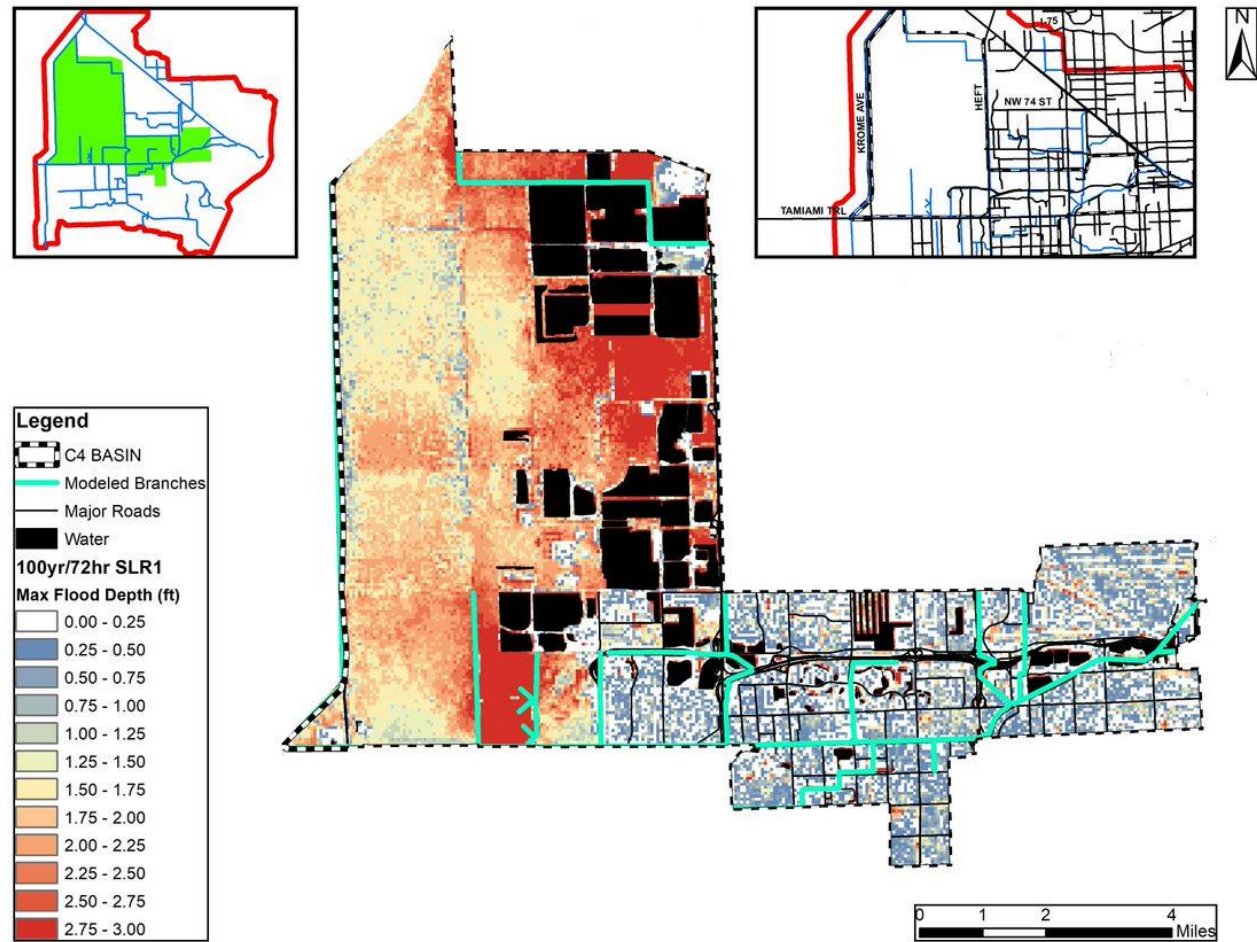 N
I-75
KROME AVE
HEFT
NW 74 ST
TAMIAMI TRL
Legend
C4 BASIN
Modeled Branches
Major Roads
Water
100yr/72hr SLR1
Max Flood Depth (ft)
0.00 - 0.25
0.25 - 0.50
0.50 - 0.75
0.75 - 1.00
1.00 - 1.25
1.25 - 1.50
1.50 - 1.75
1.75 - 2.00
2.00 - 2.25
2.25 - 2.50
2.50 - 2.75
2.75 - 3.00
0 1 2 4
Miles